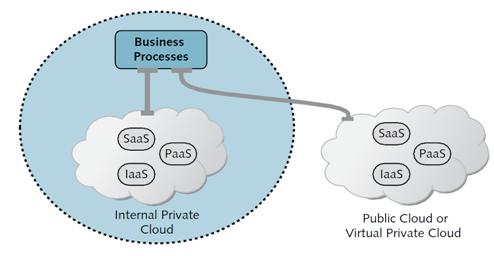 Business
Processes
SaaS
PaaS
IaaS
Internal Private
Cloud
SaaS
PaaS
IaaS
Public Cloud or
Virtual Private Cloud